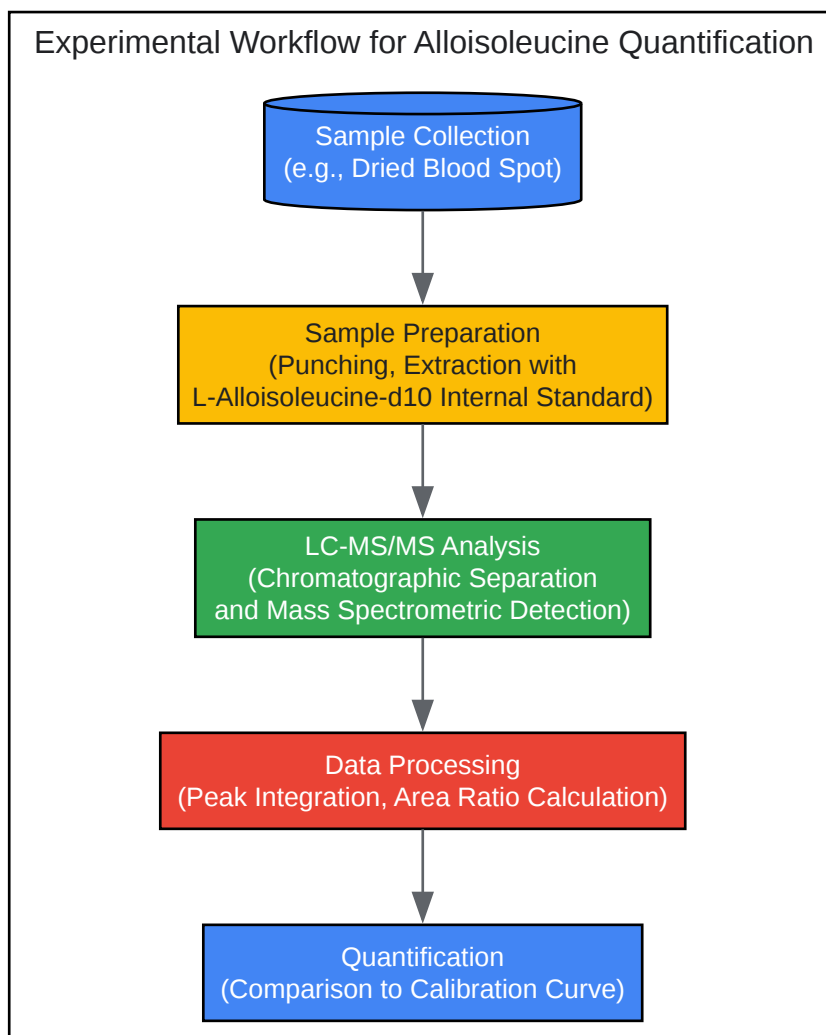 Experimental Workflow for Alloisoleucine Quantification
Sample Collection
(e.g., Dried Blood Spot)
Sample Preparation
(Punching, Extraction with
L-Alloisoleucine-d10 Internal Standard)
LC-MS/MS Analysis
(Chromatographic Separation
and Mass Spectrometric Detection)
Data Processing
(Peak Integration, Area Ratio Calculation)
Quantification
(Comparison to Calibration Curve)